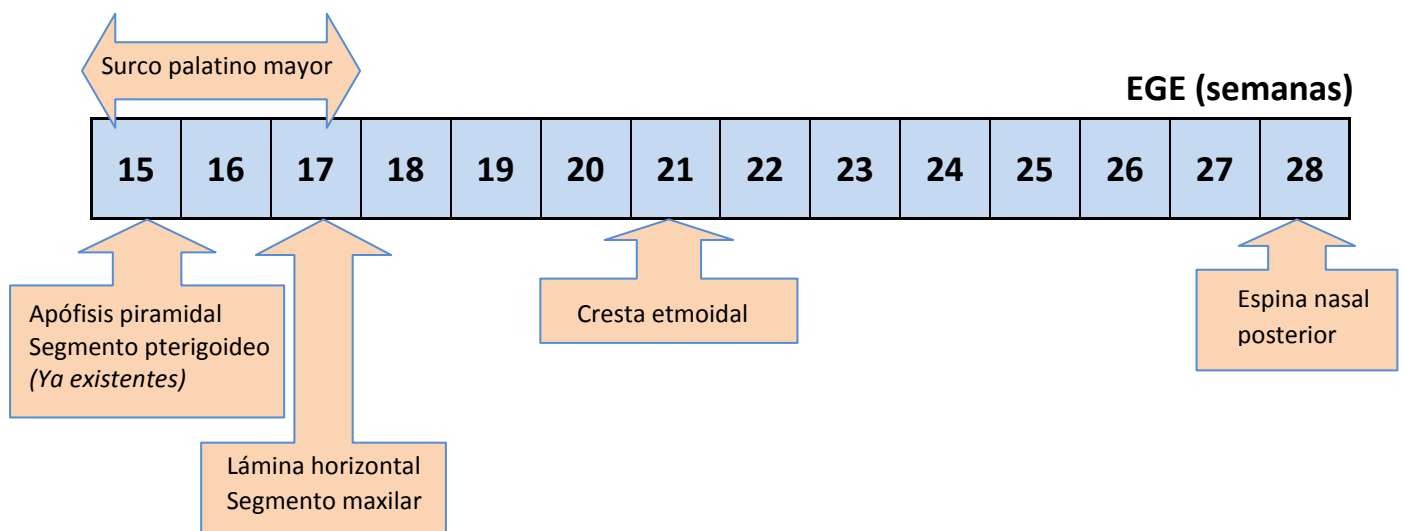 Surco palatino mayor
EGE (semanas)
15 16 17 18 19 20 21 22 23 24 25 26 27 28
Apófisis piramidal
Segmento pterigoideo
(Ya existentes)
Lámina horizontal
Segmento maxilar
Cresta etmoidal
Espina nasal
posterior